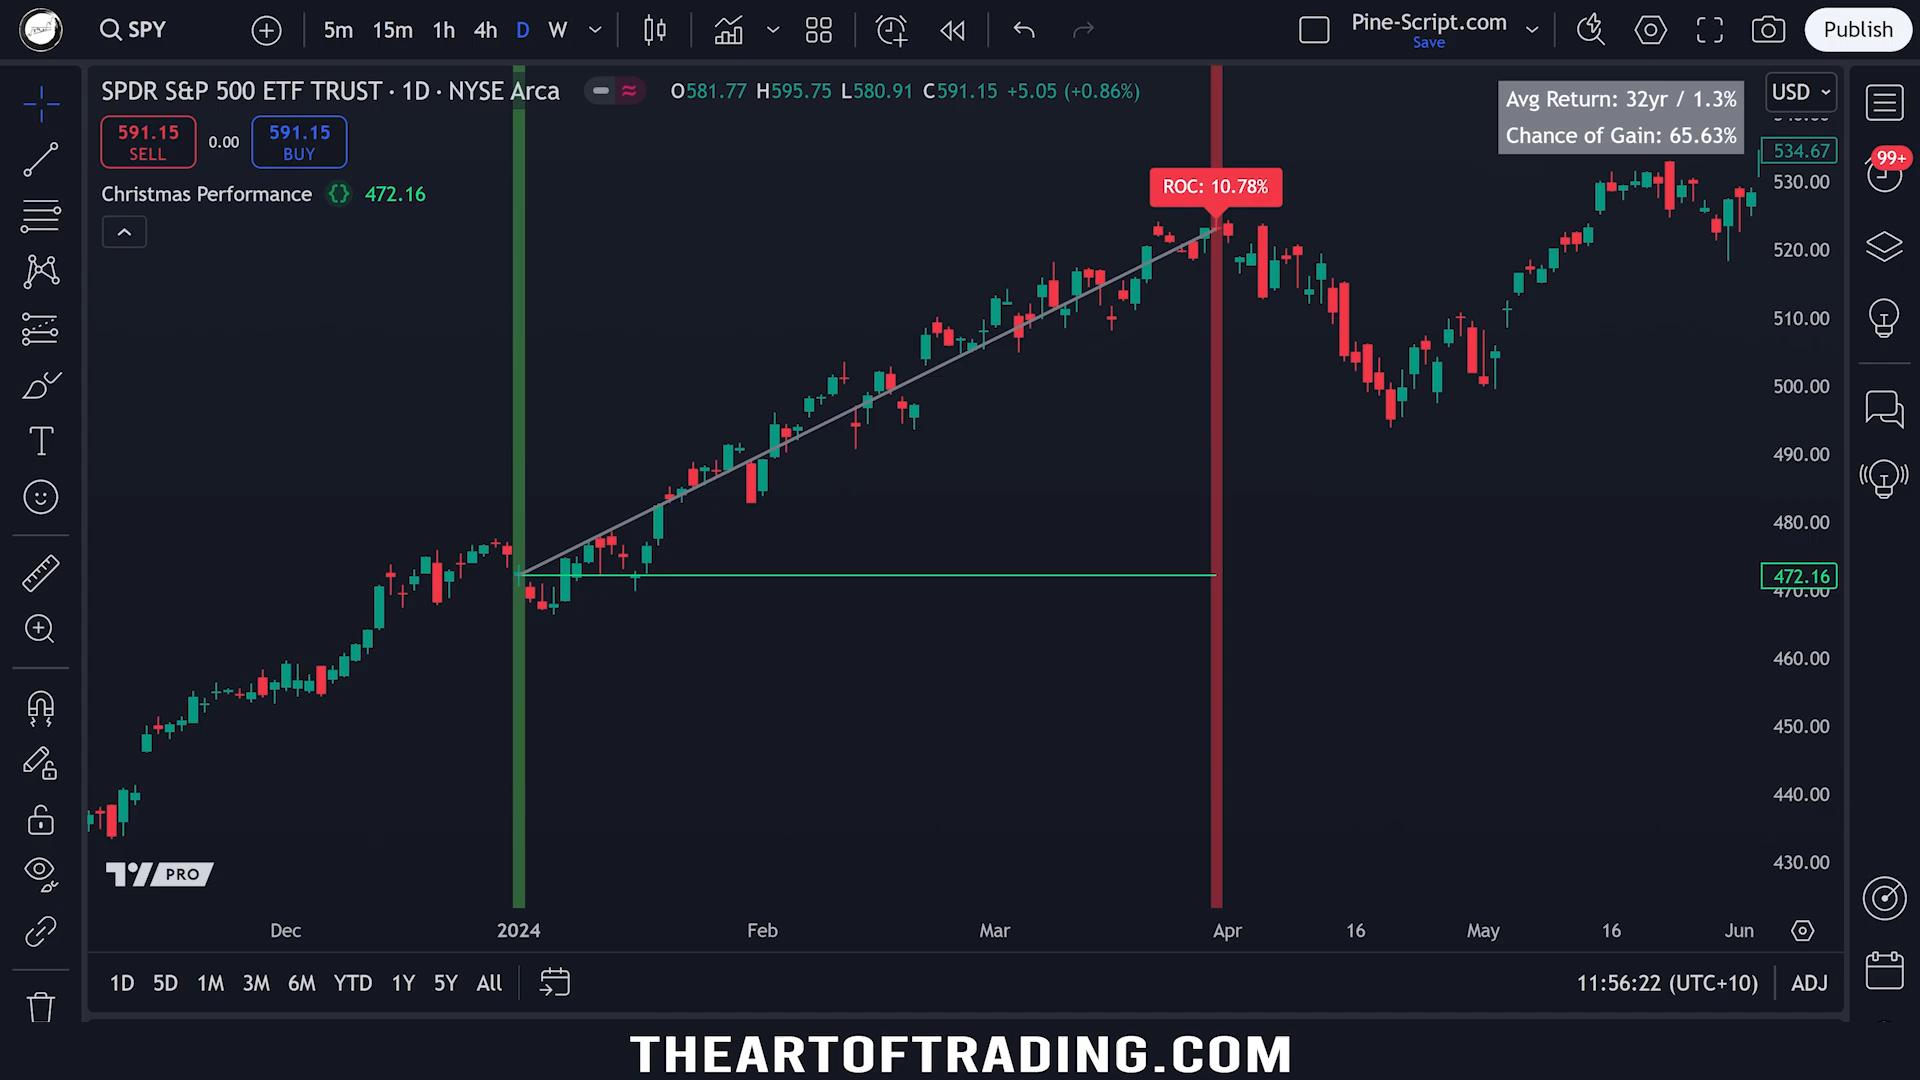 SPY
5m 15m 1h 4h D W
Pine-Script.com
Save
Publish
SPDR S&P 500 ETF TRUST · 1D · NYSE Arca
O581.77 H595.75 L580.91 C591.15 +5.05 (+0.86%)
591.15
SELL
0.00
591.15
BUY
Christmas Performance {} 472.16
Avg Return: 32yr / 1.3%
Chance of Gain: 65.63%
USD
99+
534.67
530.00
520.00
510.00
500.00
490.00
480.00
472.16
470.00
460.00
450.00
440.00
430.00
ROC: 10.78%
PRO
Dec 2024 Feb Mar Apr 16 May 16 Jun
1D 5D 1M 3M 6M YTD 1Y 5Y All
11:56:22 (UTC+10) ADJ
THEARTOFTRADING.COM